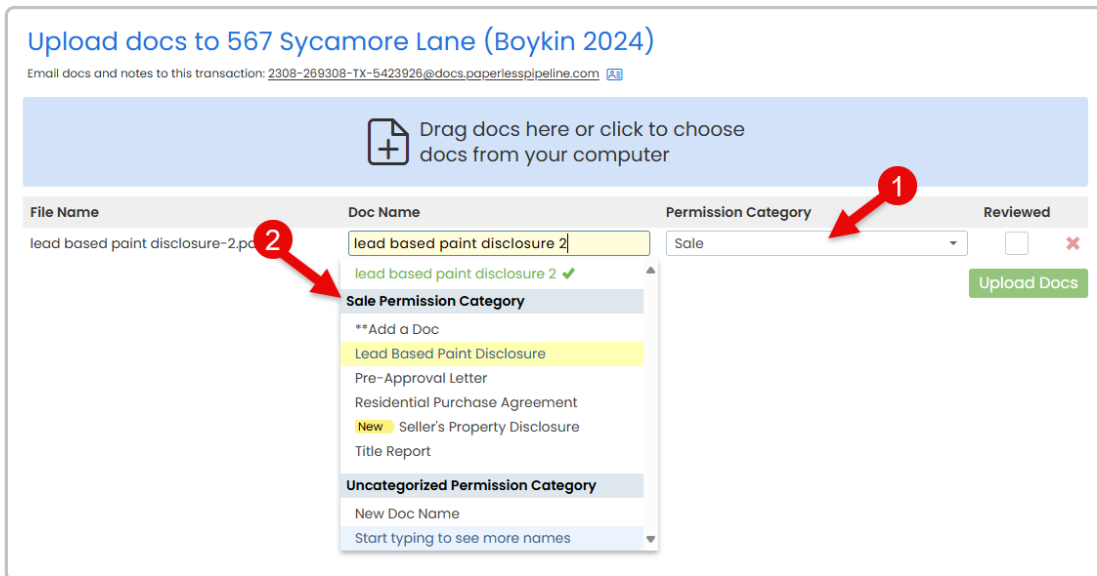 Upload docs to 567 Sycamore Lane (Boykin 2024)
Email docs and notes to this transaction: 2308-269308-TX-5423926@docs.paperlesspipeline.com
Drag docs here or click to choose
docs from your computer
1
File Name Doc Name Permission Category Reviewed
2
lead based paint disclosure-2. lead based paint disclosure 2 Sale
lead based paint disclosure 2
Upload Docs
Sale Permission Category
**Add a Doc
Lead Based Paint Disclosure
Pre-Approval Letter
Residential Purchase Agreement
New Seller's Property Disclosure
Title Report
Uncategorized Permission Category
New Doc Name
Start typing to see more names